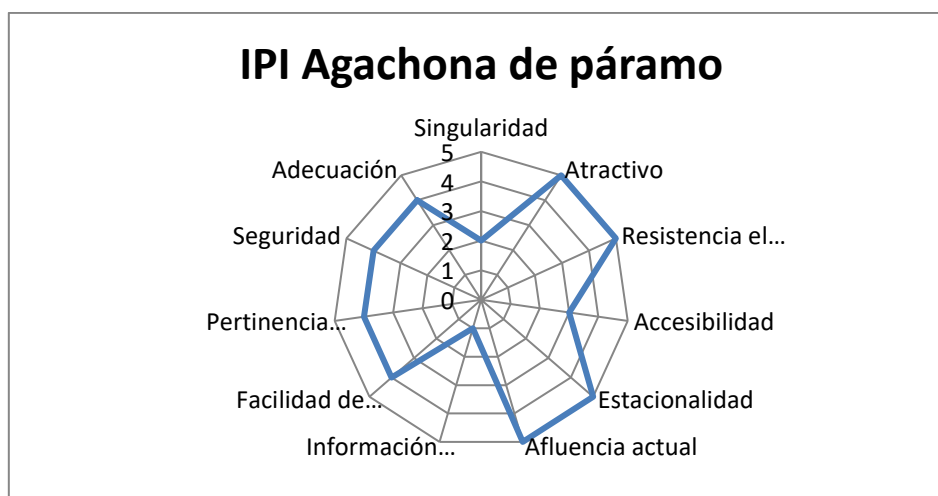 IPI Agachona de páramo
Singularidad
Adecuación
Atractivo
Seguridad
Resistencia el...
Pertinencia...
Accesibilidad
Facilidad de...
Estacionalidad
Información...
Afluencia actual
5
4
3
2
1
0